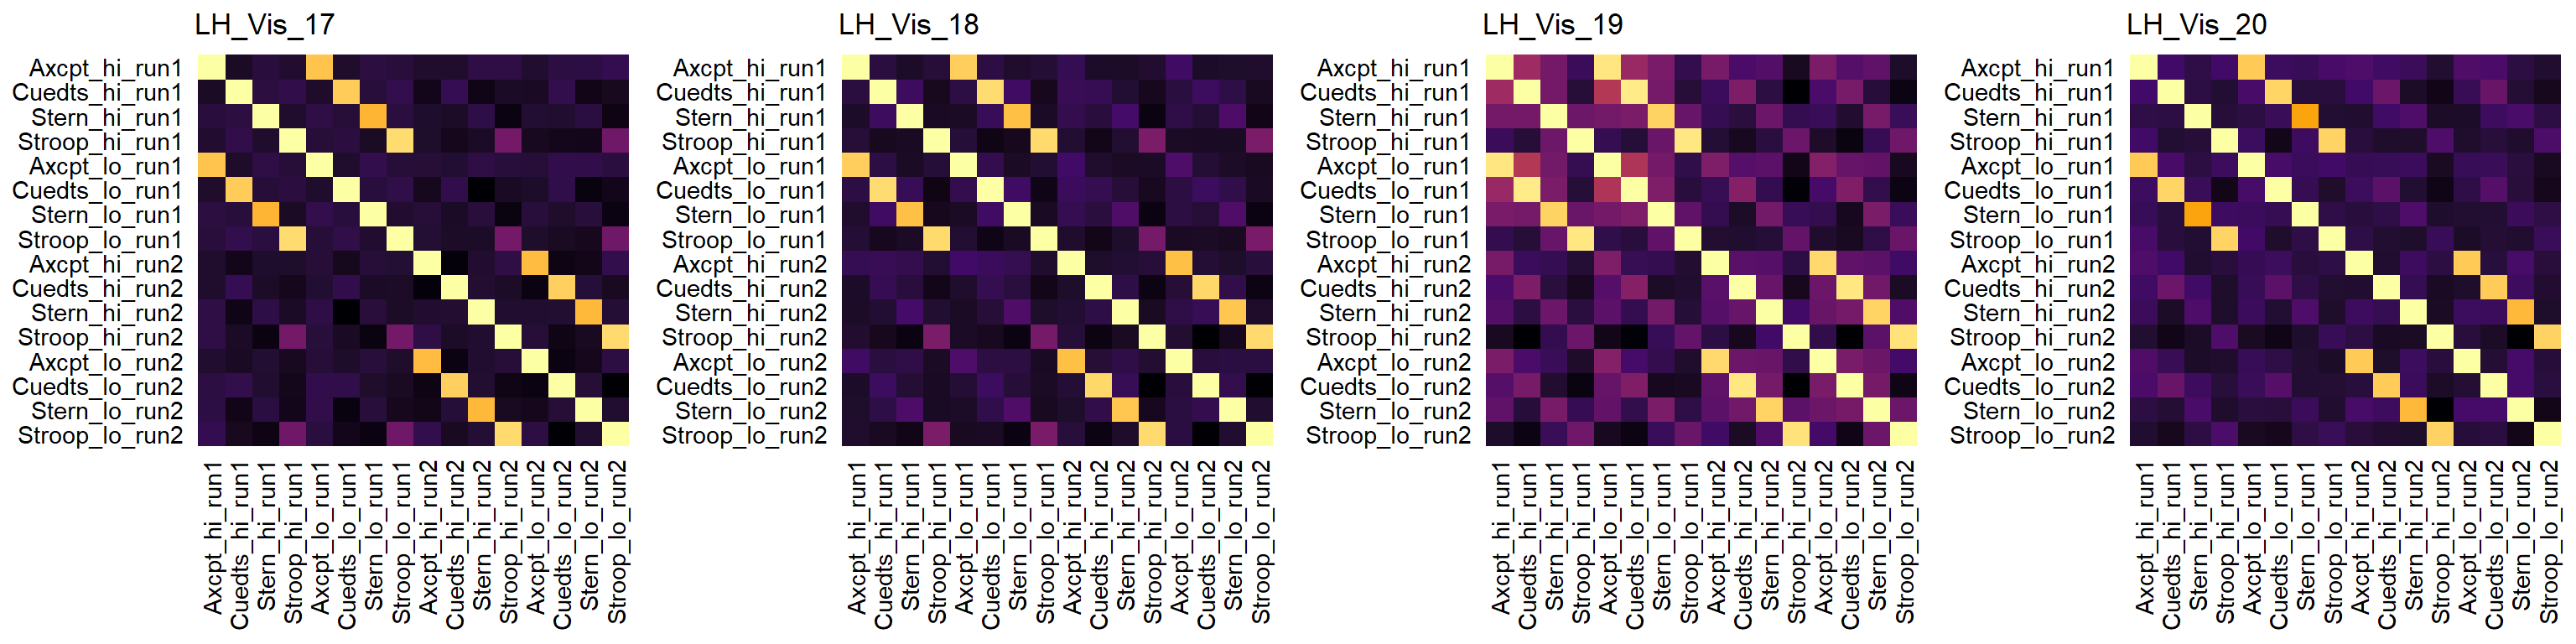 LH_Vis_17
Axcpt_hi_run1
Cuedts_hi_run1
Stern_hi_run1
Stroop_hi_run1
Axcpt_lo_run1
Cuedts_lo_run1
Stern_lo_run1
Stroop_lo_run1
Axcpt_hi_run2
Cuedts_hi_run2
Stern_hi_run2
Stroop_hi_run2
Axcpt_lo_run2
Cuedts_lo_run2
Stern_lo_run2
Stroop_lo_run2
Axcpt_hi_run1
Cuedts_hi_run1
Stern_hi_run1
Stroop_hi_run1
Axcpt_lo_run1
Cuedts_lo_run1
Stern_lo_run1
Stroop_lo_run1
Axcpt_hi_run2
Cuedts_hi_run2
Stern_hi_run2
Stroop_hi_run2
Axcpt_lo_run2
Cuedts_lo_run2
Stern_lo_run2
Stroop_lo_run2
LH_Vis_18
Axcpt_hi_run1
Cuedts_hi_run1
Stern_hi_run1
Stroop_hi_run1
Axcpt_lo_run1
Cuedts_lo_run1
Stern_lo_run1
Stroop_lo_run1
Axcpt_hi_run2
Cuedts_hi_run2
Stern_hi_run2
Stroop_hi_run2
Axcpt_lo_run2
Cuedts_lo_run2
Stern_lo_run2
Stroop_lo_run2
Axcpt_hi_run1
Cuedts_hi_run1
Stern_hi_run1
Stroop_hi_run1
Axcpt_lo_run1
Cuedts_lo_run1
Stern_lo_run1
Stroop_lo_run1
Axcpt_hi_run2
Cuedts_hi_run2
Stern_hi_run2
Stroop_hi_run2
Axcpt_lo_run2
Cuedts_lo_run2
Stern_lo_run2
Stroop_lo_run2
LH_Vis_19
Axcpt_hi_run1
Cuedts_hi_run1
Stern_hi_run1
Stroop_hi_run1
Axcpt_lo_run1
Cuedts_lo_run1
Stern_lo_run1
Stroop_lo_run1
Axcpt_hi_run2
Cuedts_hi_run2
Stern_hi_run2
Stroop_hi_run2
Axcpt_lo_run2
Cuedts_lo_run2
Stern_lo_run2
Stroop_lo_run2
Axcpt_hi_run1
Cuedts_hi_run1
Stern_hi_run1
Stroop_hi_run1
Axcpt_lo_run1
Cuedts_lo_run1
Stern_lo_run1
Stroop_lo_run1
Axcpt_hi_run2
Cuedts_hi_run2
Stern_hi_run2
Stroop_hi_run2
Axcpt_lo_run2
Cuedts_lo_run2
Stern_lo_run2
Stroop_lo_run2
LH_Vis_20
Axcpt_hi_run1
Cuedts_hi_run1
Stern_hi_run1
Stroop_hi_run1
Axcpt_lo_run1
Cuedts_lo_run1
Stern_lo_run1
Stroop_lo_run1
Axcpt_hi_run2
Cuedts_hi_run2
Stern_hi_run2
Stroop_hi_run2
Axcpt_lo_run2
Cuedts_lo_run2
Stern_lo_run2
Stroop_lo_run2
Axcpt_hi_run1
Cuedts_hi_run1
Stern_hi_run1
Stroop_hi_run1
Axcpt_lo_run1
Cuedts_lo_run1
Stern_lo_run1
Stroop_lo_run1
Axcpt_hi_run2
Cuedts_hi_run2
Stern_hi_run2
Stroop_hi_run2
Axcpt_lo_run2
Cuedts_lo_run2
Stern_lo_run2
Stroop_lo_run2